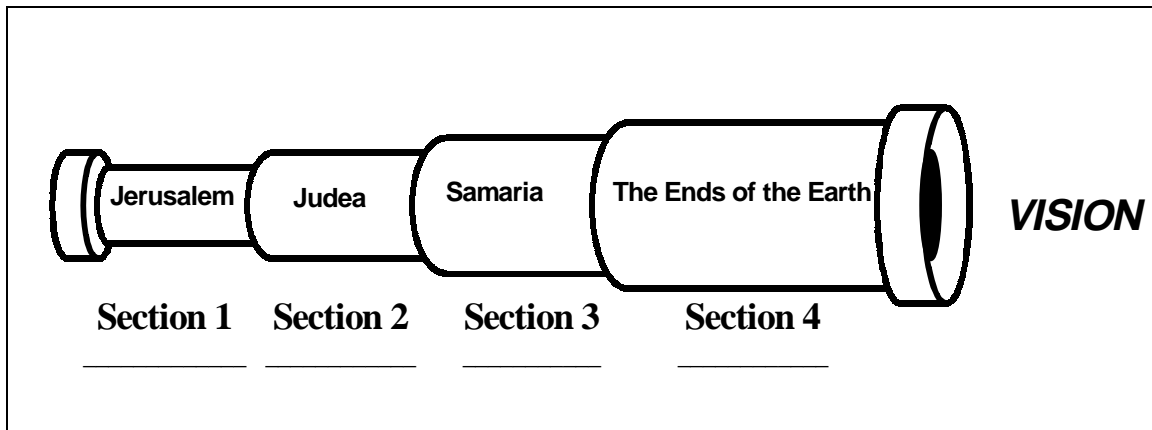 Jerusalem Judea Samaria The Ends of the Earth
VISION
Section 1 Section 2 Section 3 Section 4